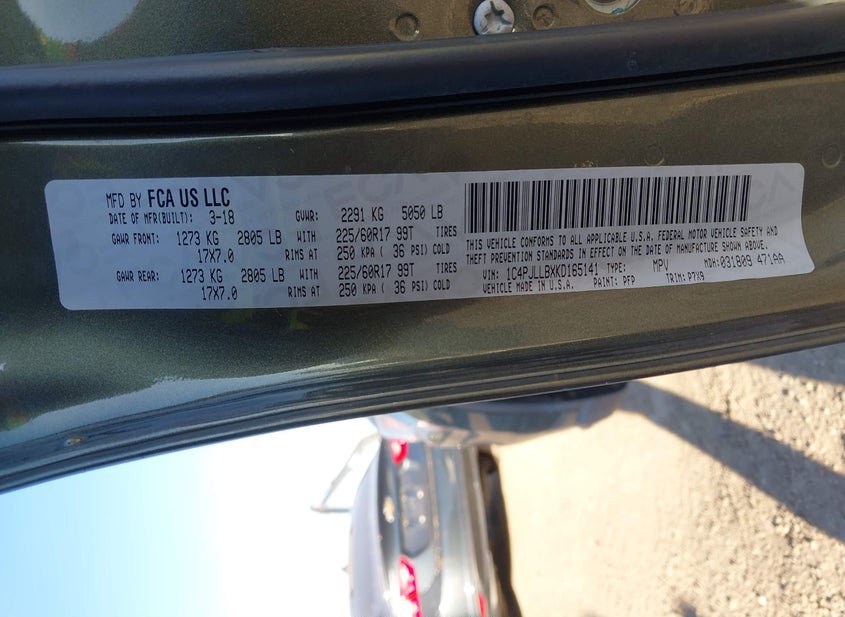 MFD BY FCA US LLC
DATE OF MFR(BUILT): 3-18 GVWR: 2291 KG 5050 LB
GAWR FRONT: 1273 KG 2805 LB WITH 225/60R17 99T TIRES
17X7.0 RIMS AT 250 KPA ( 36 PSI) COLD
GAWR REAR: 1273 KG 2805 LB WITH 225/60R17 99T TIRES
17X7.0 RIMS AT 250 KPA ( 36 PSI) COLD
THIS VEHICLE CONFORMS TO ALL APPLICABLE U.S.A. FEDERAL MOTOR VEHICLE SAFETY AND
THEFT PREVENTION STANDARDS IN EFFECT ON THE DATE OF MANUFACTURE SHOWN ABOVE.
VIN: 1C4PJLLBXKD165141 TYPE: MPV MDH: 031809 471AA
VEHICLE MADE IN U.S.A. PAINT: PFP TRIM: P7X9